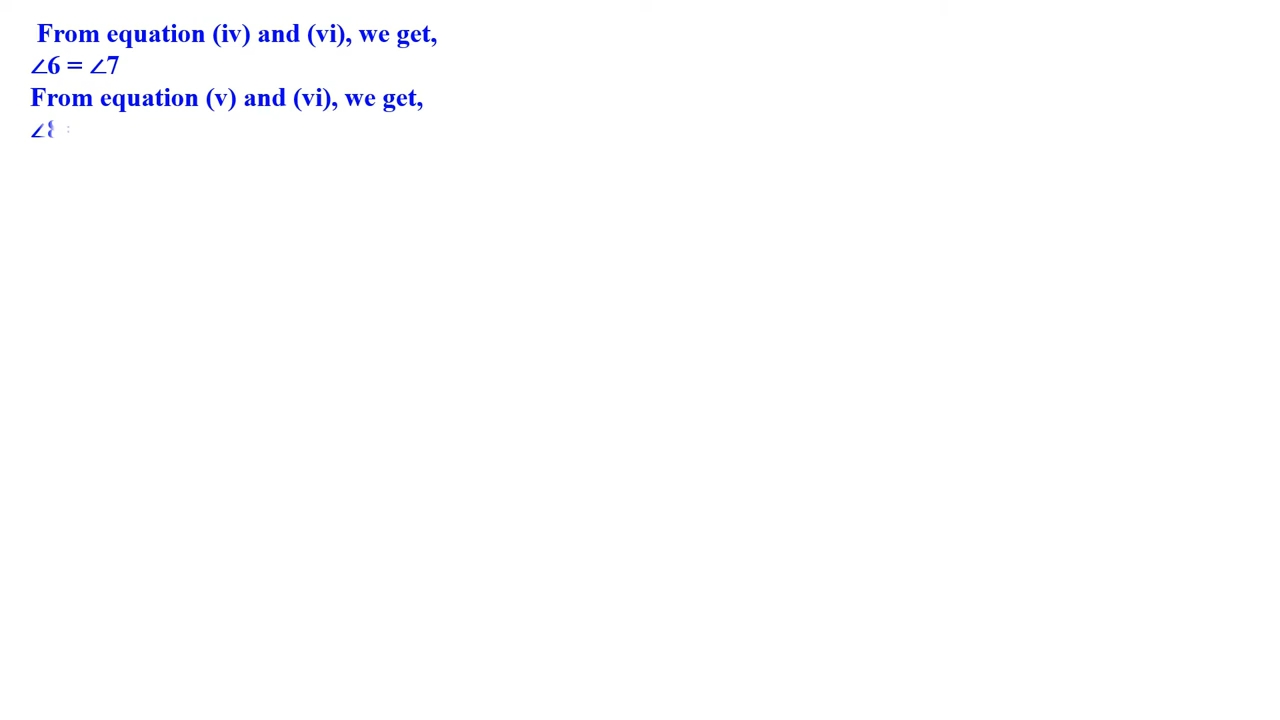 From equation (iv) and (vi), we get,
∠6 = ∠7
From equation (v) and (vi), we get,
∠